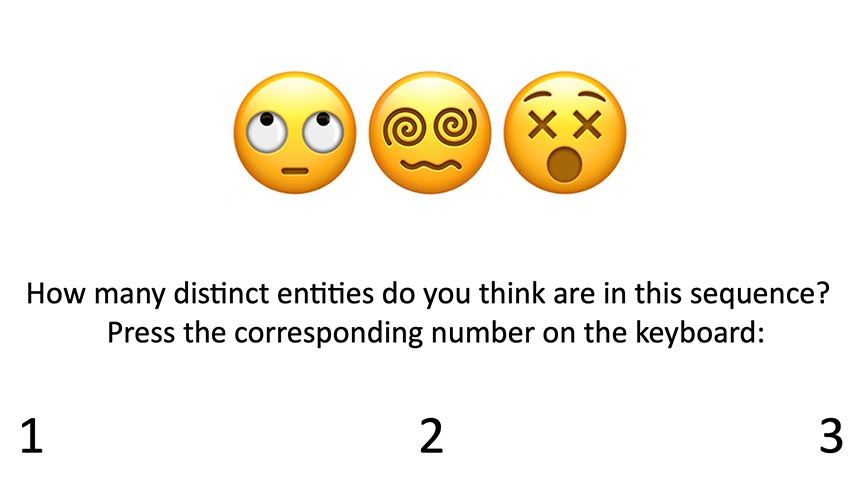 How many distinct entities do you think are in this sequence?
Press the corresponding number on the keyboard:
1 2 3